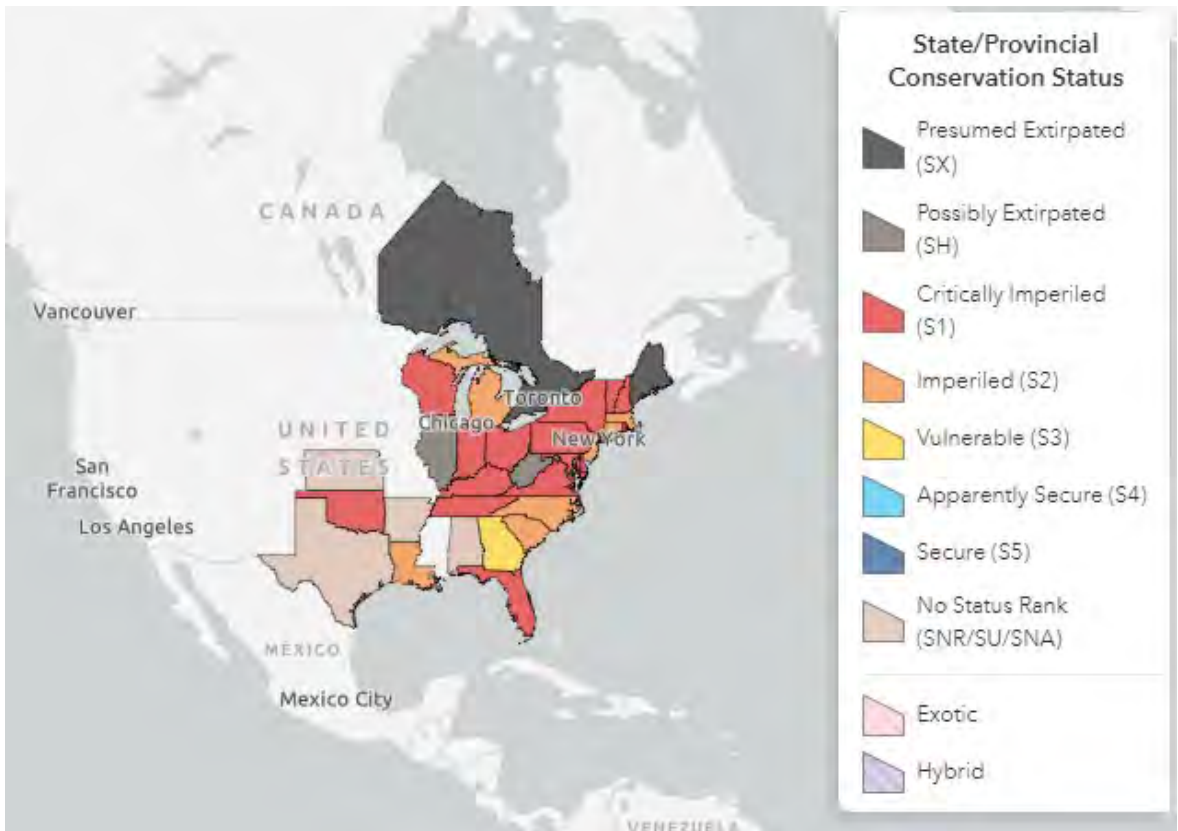 CANADA
Vancouver
Toronto
Chicago
New York
UNITED
STATES
San
Francisco
Los Angeles
MÉXICO
Mexico City
VENEZUELA
State/Provincial
Conservation Status
Presumed Extirpated
(SX)
Possibly Extirpated
(SH)
Critically Imperiled
(S1)
Imperiled (S2)
Vulnerable (S3)
Apparently Secure (S4)
Secure (S5)
No Status Rank
(SNR/SU/SNA)
Exotic
Hybrid